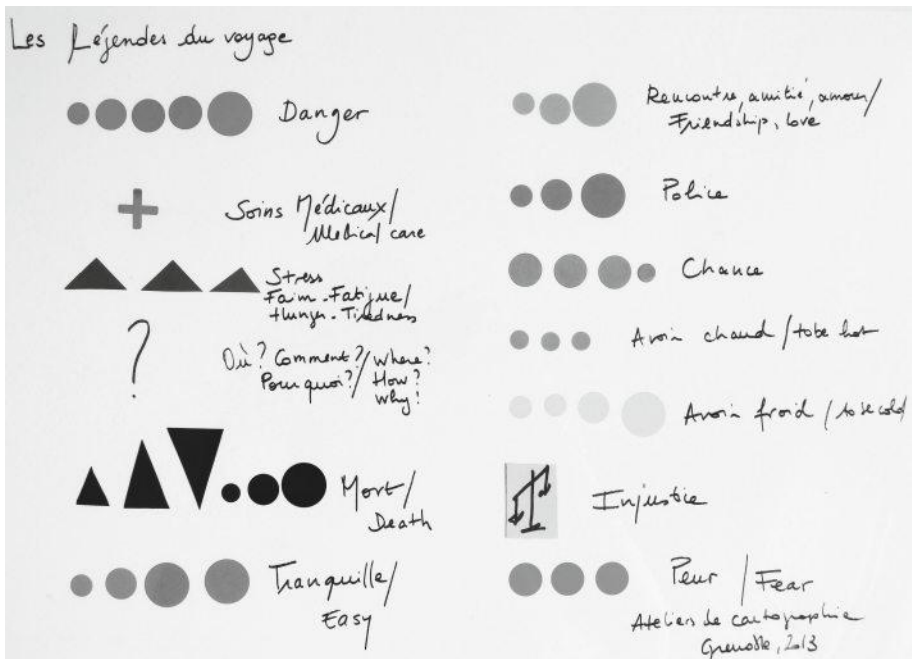 Les Léjendes du voyage
Danger
Soins Médicaux/
Medical care
Stress
Faim - Fatigue/
Hunger - Tiredness
?
Où? Comment?/ Where?
Pourquoi?/ How?
Why?
Mort/
Death
Tranquille/
Easy
Rencontre, amitié, amour/
Friendship, love
Police
Chance
Avoir chaud / to be hot
Avoir froid / to be cold
Injustice
Peur / Fear
Ateliers de cartographie
Grenoble, 2013